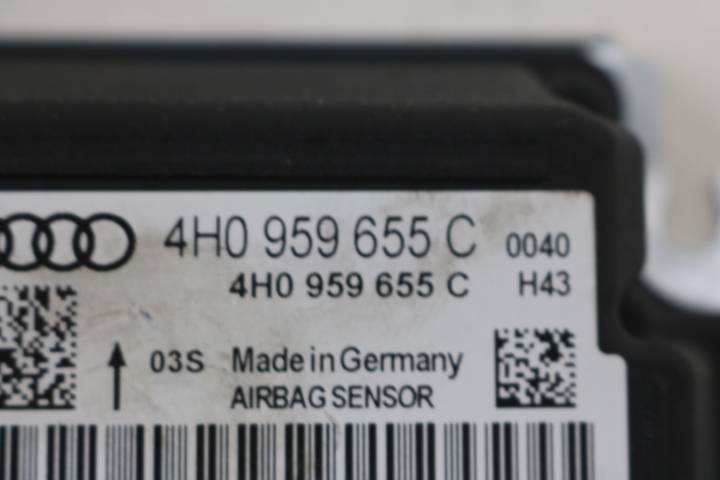 4H0 959 655 C 0040
4H0 959 655 C H43
03S Made in Germany
AIRBAG SENSOR